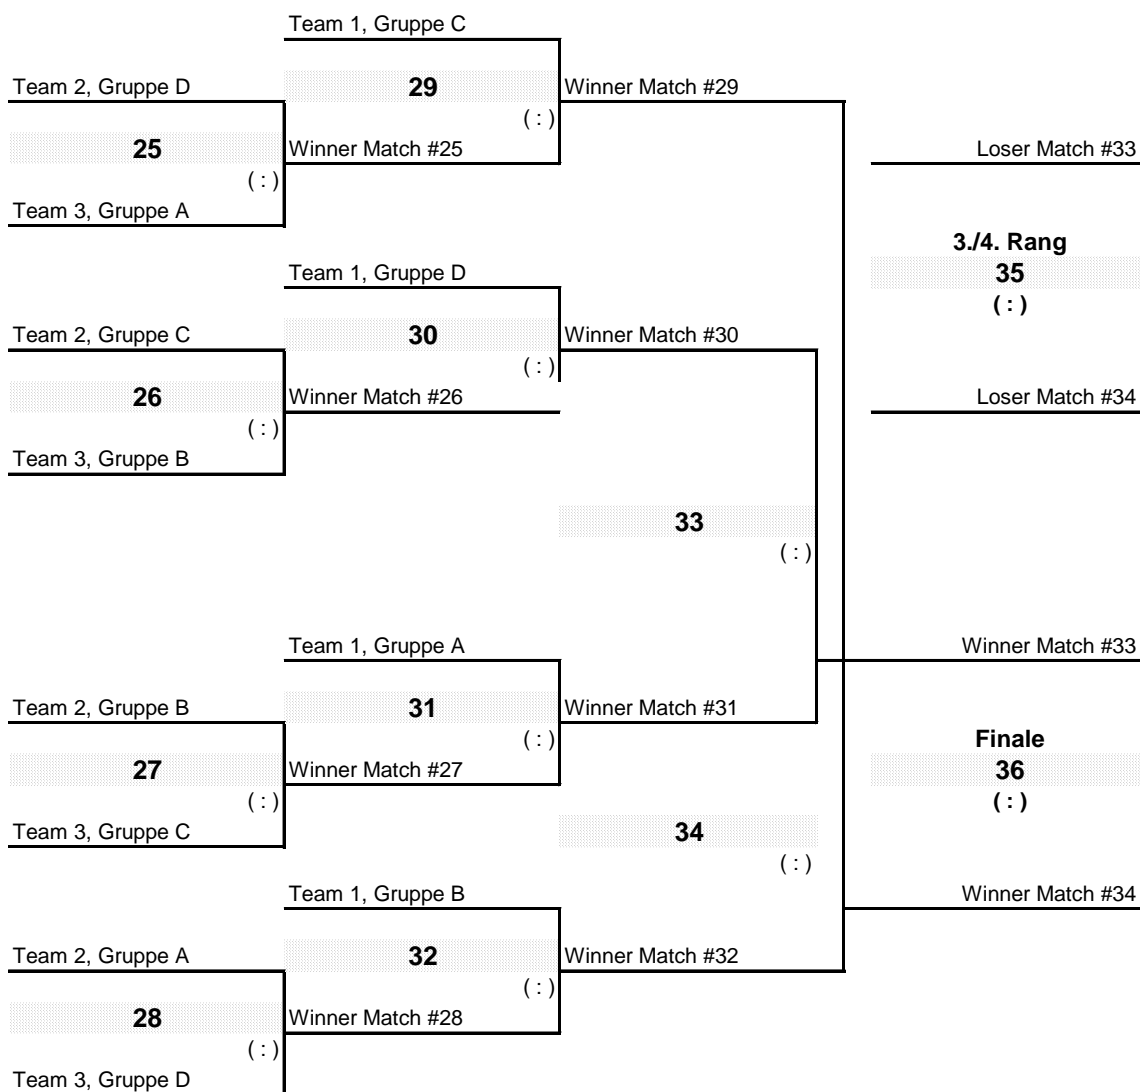 Team 1, Gruppe C
Team 2, Gruppe D
29
Winner Match #29
( : )
25
Winner Match #25
Loser Match #33
( : )
Team 3, Gruppe A
3./4. Rang
Team 1, Gruppe D
35
( : )
Team 2, Gruppe C
30
Winner Match #30
( : )
26
Winner Match #26
Loser Match #34
( : )
Team 3, Gruppe B
33
( : )
Team 1, Gruppe A
Winner Match #33
Team 2, Gruppe B
31
Winner Match #31
( : )
Finale
27
Winner Match #27
36
( : )
( : )
Team 3, Gruppe C
34
( : )
Team 1, Gruppe B
Winner Match #34
Team 2, Gruppe A
32
Winner Match #32
( : )
28
Winner Match #28
( : )
Team 3, Gruppe D